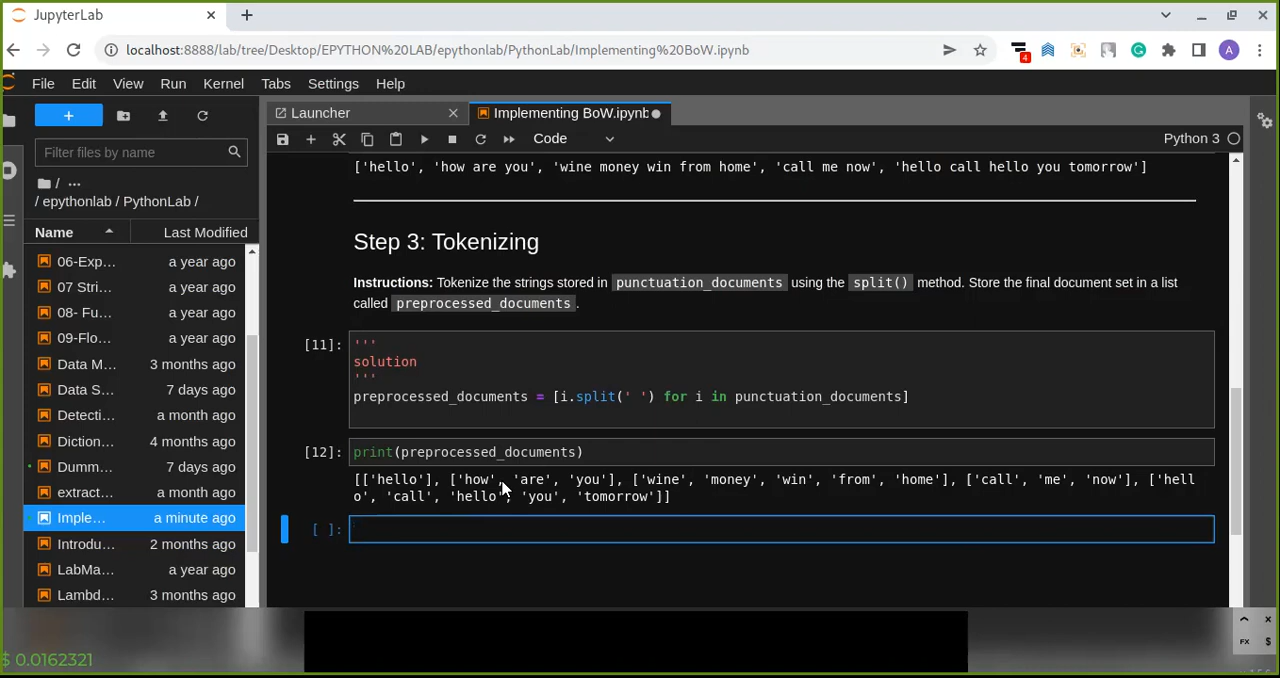 JupyterLab
localhost:8888/lab/tree/Desktop/EPYTHON%20LAB/epythonlab/PythonLab/Implementing%20BoW.ipynb
4
A
File Edit View Run Kernel Tabs Settings Help
+
Launcher
Implementing BoW.ipynb
Code
Python 3
Filter files by name
/ ...
/ epythonlab / PythonLab /
Name Last Modified
06-Exp... a year ago
07 Stri... a year ago
08- Fu... a year ago
09-Flo... a year ago
Data M... 3 months ago
Data S... 7 days ago
Detecti... a month ago
Diction... 4 months ago
Dumm... 7 days ago
extract... a month ago
Imple... a minute ago
Introdu... 2 months ago
LabMa... a year ago
Lambd... 3 months ago
['hello', 'how are you', 'wine money win from home', 'call me now', 'hello call hello you tomorrow']
Step 3: Tokenizing
Instructions: Tokenize the strings stored in punctuation_documents using the split() method. Store the final document set in a list
called preprocessed_documents .
[11]: '''
solution
'''
preprocessed_documents = [i.split(' ') for i in punctuation_documents]
[12]: print(preprocessed_documents)
[['hello'], ['how', 'are', 'you'], ['wine', 'money', 'win', 'from', 'home'], ['call', 'me', 'now'], ['hell
o', 'call', 'hello', 'you', 'tomorrow']]
[ ]:
$ 0.0162321
FX $